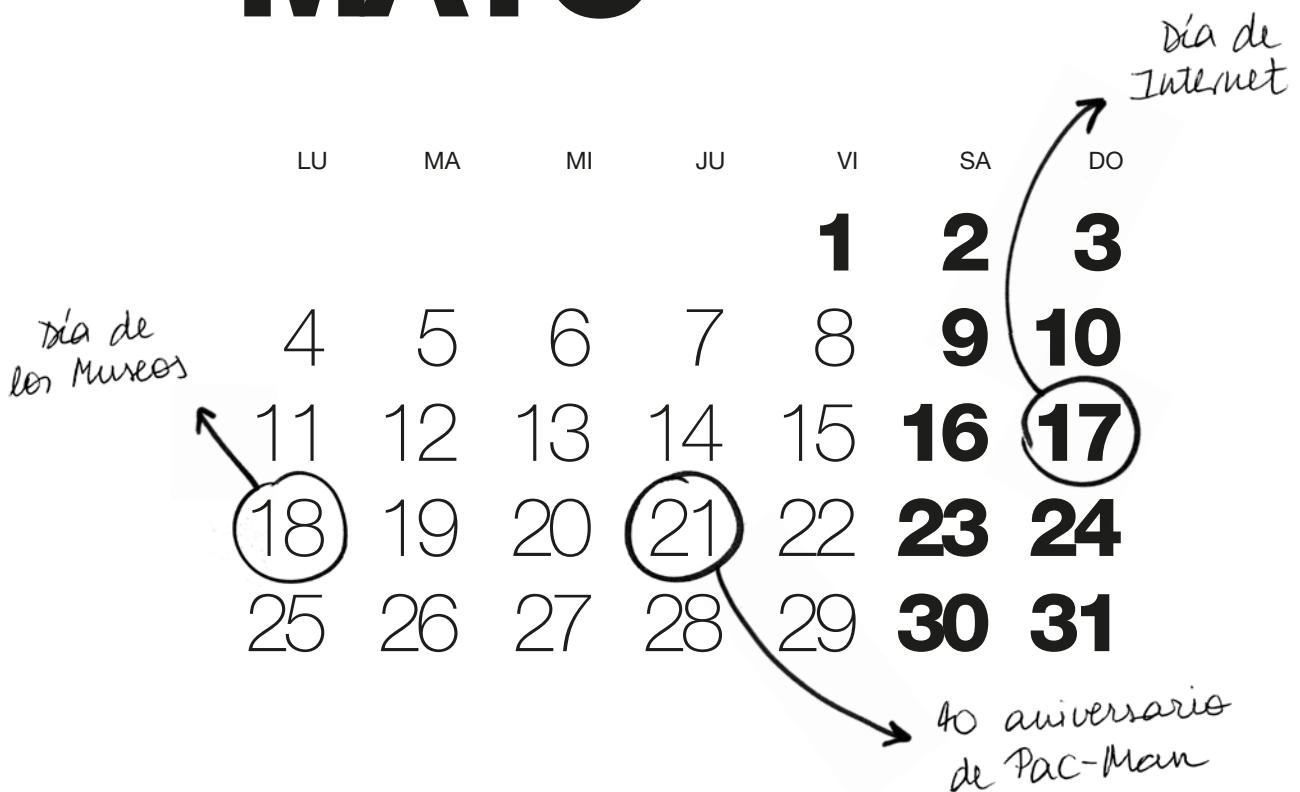 MAYO
Día de
Internet
LU MA MI JU VI SA DO
1 2 3
4 5 6 7 8 9 10
11 12 13 14 15 16 17
18 19 20 21 22 23 24
25 26 27 28 29 30 31
Día de
los Museos
40 aniversario
de Pac-Man